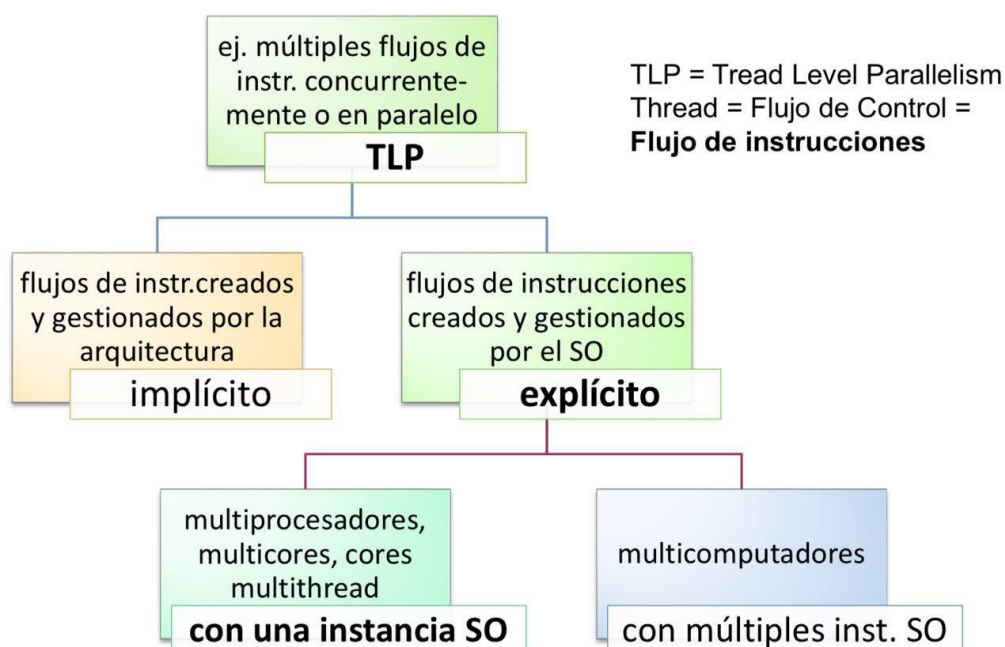 ej. múltiples flujos de
instr. concurrente-
mente o en paralelo
TLP
TLP = Tread Level Parallelism
Thread = Flujo de Control =
Flujo de instrucciones
flujos de instr.creados
y gestionados por la
arquitectura
implícito
flujos de instrucciones
creados y gestionados
por el SO
explícito
multiprocesadores,
multicores, cores
multithread
con una instancia SO
multicomputadores
con múltiples inst. SO